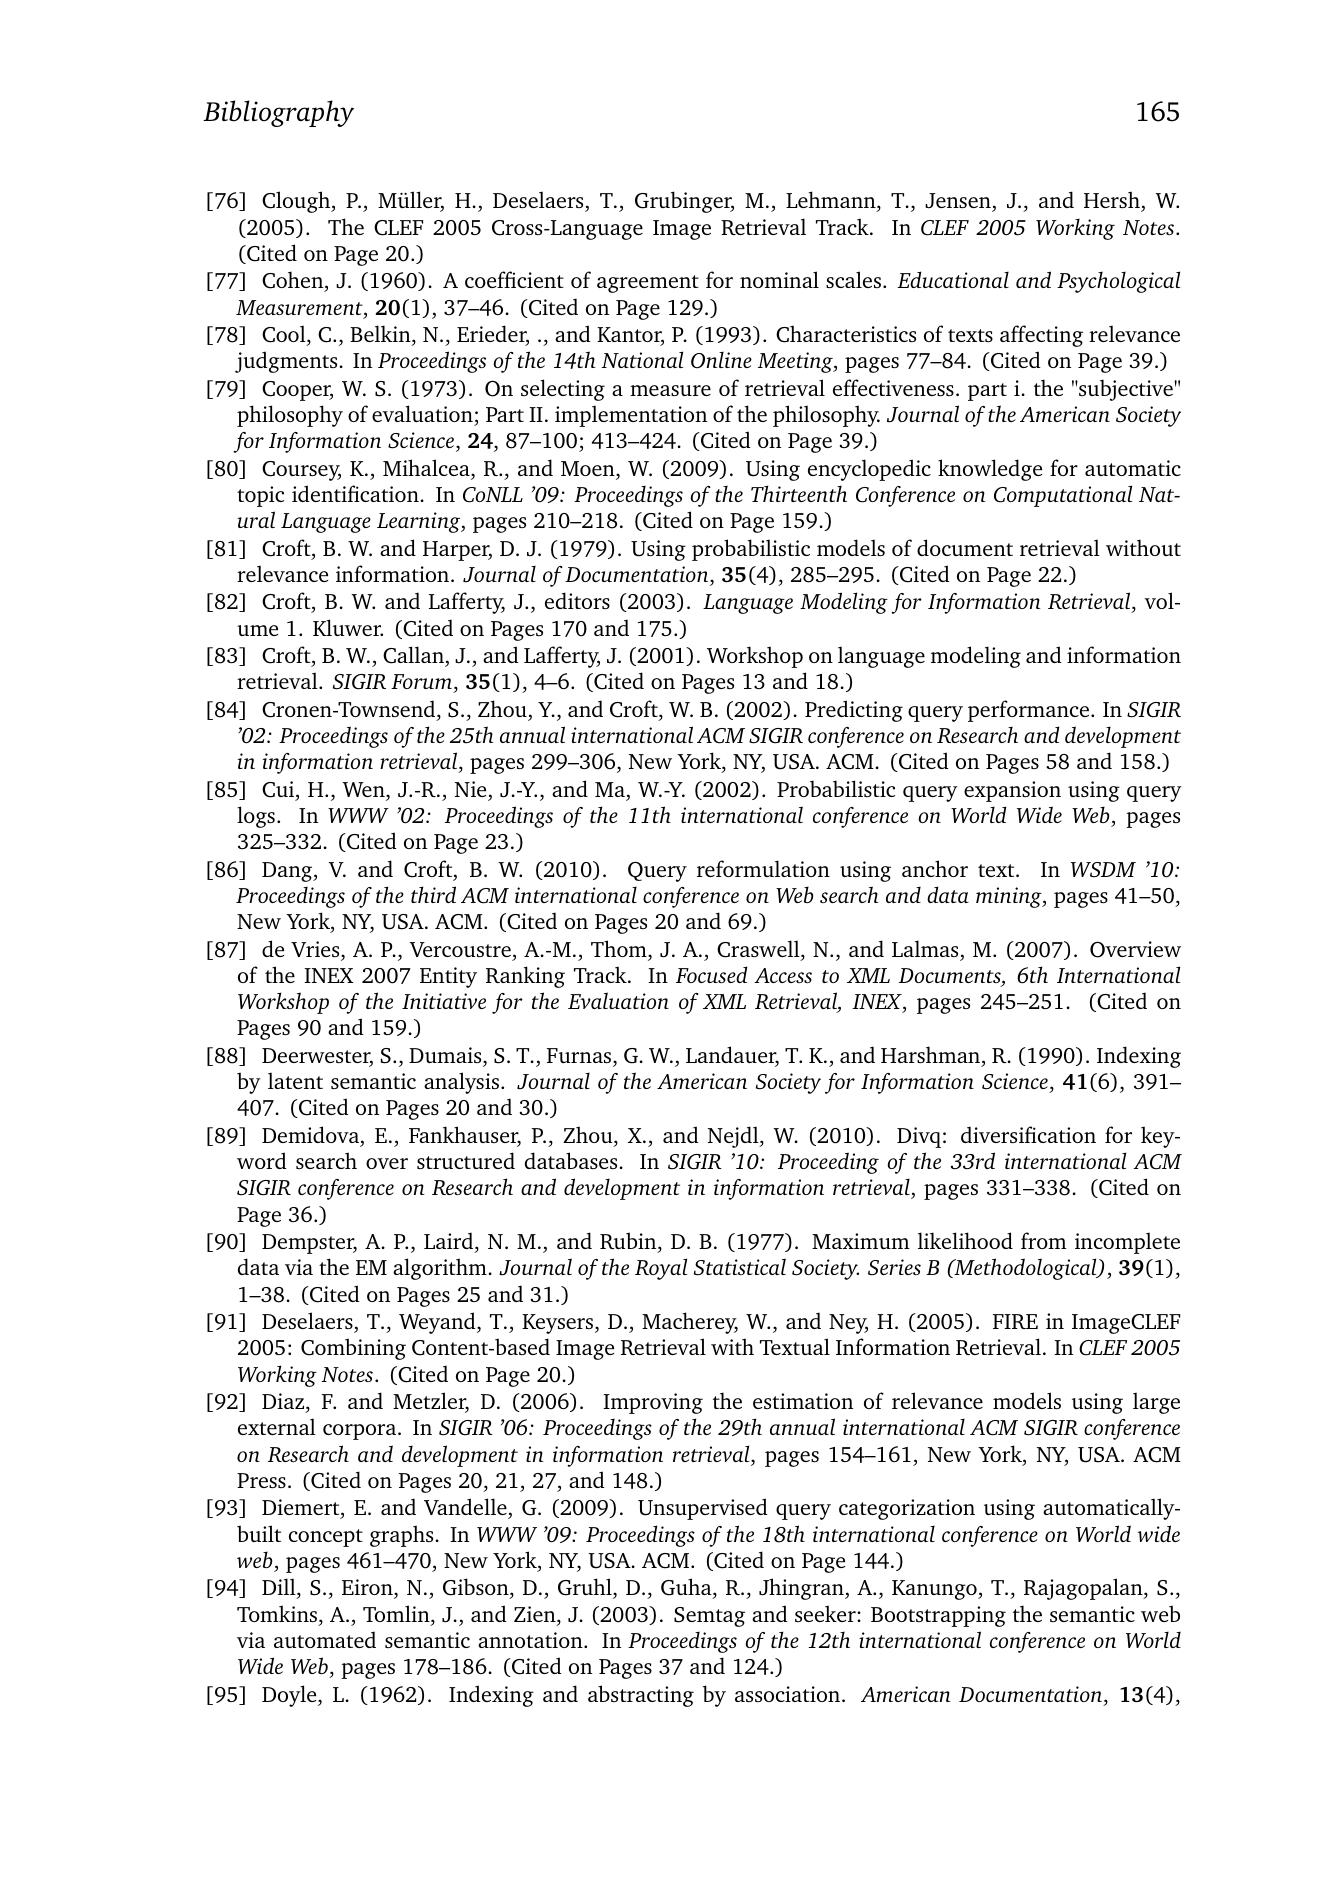 Bibliography 165
[76] Clough, P., Müller, H., Deselaers, T., Grubinger, M., Lehmann, T., Jensen, J., and Hersh, W.
(2005). The CLEF 2005 Cross-Language Image Retrieval Track. In CLEF 2005 Working Notes.
(Cited on Page 20.)
[77] Cohen, J. (1960). A coefficient of agreement for nominal scales. Educational and Psychological
Measurement, 20(1), 37–46. (Cited on Page 129.)
[78] Cool, C., Belkin, N., Erieder, ., and Kantor, P. (1993). Characteristics of texts affecting relevance
judgments. In Proceedings of the 14th National Online Meeting, pages 77–84. (Cited on Page 39.)
[79] Cooper, W. S. (1973). On selecting a measure of retrieval effectiveness. part i. the "subjective"
philosophy of evaluation; Part II. implementation of the philosophy. Journal of the American Society
for Information Science, 24, 87–100; 413–424. (Cited on Page 39.)
[80] Coursey, K., Mihalcea, R., and Moen, W. (2009). Using encyclopedic knowledge for automatic
topic identification. In CoNLL ’09: Proceedings of the Thirteenth Conference on Computational Nat-
ural Language Learning, pages 210–218. (Cited on Page 159.)
[81] Croft, B. W. and Harper, D. J. (1979). Using probabilistic models of document retrieval without
relevance information. Journal of Documentation, 35(4), 285–295. (Cited on Page 22.)
[82] Croft, B. W. and Lafferty, J., editors (2003). Language Modeling for Information Retrieval, vol-
ume 1. Kluwer. (Cited on Pages 170 and 175.)
[83] Croft, B. W., Callan, J., and Lafferty, J. (2001). Workshop on language modeling and information
retrieval. SIGIR Forum, 35(1), 4–6. (Cited on Pages 13 and 18.)
[84] Cronen-Townsend, S., Zhou, Y., and Croft, W. B. (2002). Predicting query performance. In SIGIR
’02: Proceedings of the 25th annual international ACM SIGIR conference on Research and development
in information retrieval, pages 299–306, New York, NY, USA. ACM. (Cited on Pages 58 and 158.)
[85] Cui, H., Wen, J.-R., Nie, J.-Y., and Ma, W.-Y. (2002). Probabilistic query expansion using query
logs. In WWW ’02: Proceedings of the 11th international conference on World Wide Web, pages
325–332. (Cited on Page 23.)
[86] Dang, V. and Croft, B. W. (2010). Query reformulation using anchor text. In WSDM ’10:
Proceedings of the third ACM international conference on Web search and data mining, pages 41–50,
New York, NY, USA. ACM. (Cited on Pages 20 and 69.)
[87] de Vries, A. P., Vercoustre, A.-M., Thom, J. A., Craswell, N., and Lalmas, M. (2007). Overview
of the INEX 2007 Entity Ranking Track. In Focused Access to XML Documents, 6th International
Workshop of the Initiative for the Evaluation of XML Retrieval, INEX, pages 245–251. (Cited on
Pages 90 and 159.)
[88] Deerwester, S., Dumais, S. T., Furnas, G. W., Landauer, T. K., and Harshman, R. (1990). Indexing
by latent semantic analysis. Journal of the American Society for Information Science, 41(6), 391–
407. (Cited on Pages 20 and 30.)
[89] Demidova, E., Fankhauser, P., Zhou, X., and Nejdl, W. (2010). Divq: diversification for key-
word search over structured databases. In SIGIR ’10: Proceeding of the 33rd international ACM
SIGIR conference on Research and development in information retrieval, pages 331–338. (Cited on
Page 36.)
[90] Dempster, A. P., Laird, N. M., and Rubin, D. B. (1977). Maximum likelihood from incomplete
data via the EM algorithm. Journal of the Royal Statistical Society. Series B (Methodological), 39(1),
1–38. (Cited on Pages 25 and 31.)
[91] Deselaers, T., Weyand, T., Keysers, D., Macherey, W., and Ney, H. (2005). FIRE in ImageCLEF
2005: Combining Content-based Image Retrieval with Textual Information Retrieval. In CLEF 2005
Working Notes. (Cited on Page 20.)
[92] Diaz, F. and Metzler, D. (2006). Improving the estimation of relevance models using large
external corpora. In SIGIR ’06: Proceedings of the 29th annual international ACM SIGIR conference
on Research and development in information retrieval, pages 154–161, New York, NY, USA. ACM
Press. (Cited on Pages 20, 21, 27, and 148.)
[93] Diemert, E. and Vandelle, G. (2009). Unsupervised query categorization using automatically-
built concept graphs. In WWW ’09: Proceedings of the 18th international conference on World wide
web, pages 461–470, New York, NY, USA. ACM. (Cited on Page 144.)
[94] Dill, S., Eiron, N., Gibson, D., Gruhl, D., Guha, R., Jhingran, A., Kanungo, T., Rajagopalan, S.,
Tomkins, A., Tomlin, J., and Zien, J. (2003). Semtag and seeker: Bootstrapping the semantic web
via automated semantic annotation. In Proceedings of the 12th international conference on World
Wide Web, pages 178–186. (Cited on Pages 37 and 124.)
[95] Doyle, L. (1962). Indexing and abstracting by association. American Documentation, 13(4),